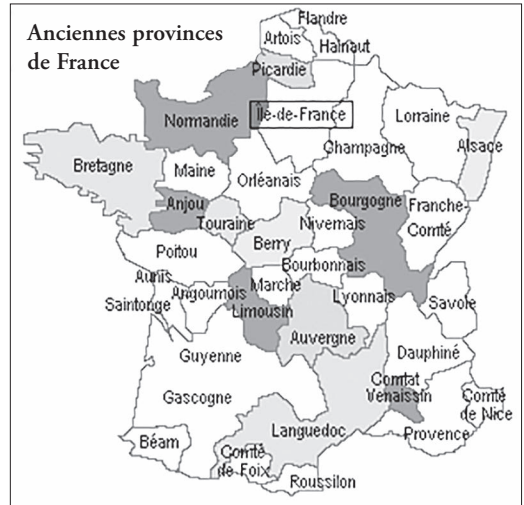 Anciennes provinces
de France
Flandre
Artois
Hainaut
Picardie
Normandie
Île-de-France
Lorraine
Champagne
Alsace
Bretagne
Maine
Orléanais
Anjou
Touraine
Bourgogne
Franche-
Comté
Nivernais
Berry
Poitou
Bourbonnais
Aunis
Saintonge
Angoumois
Marche
Limousin
Lyonnais
Savoie
Auvergne
Dauphiné
Guyenne
Gascogne
Comtat
Venaissin
Comté
de Nice
Béarn
Languedoc
Provence
Comté
de Foix
Roussillon